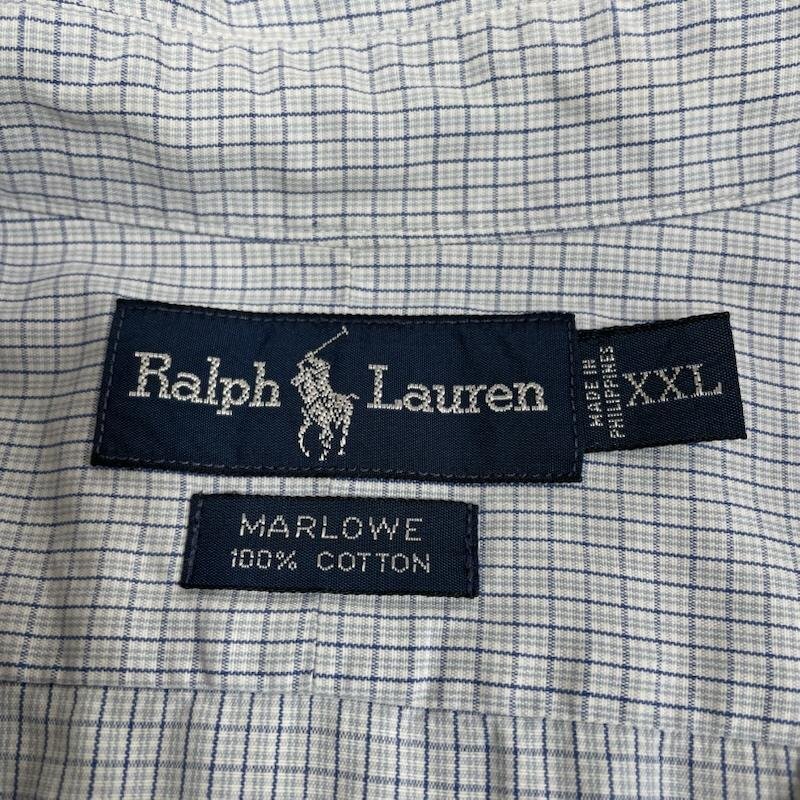 Ralph Lauren
MADE IN
PHILIPPINES
XXL
MARLOWE
100% COTTON